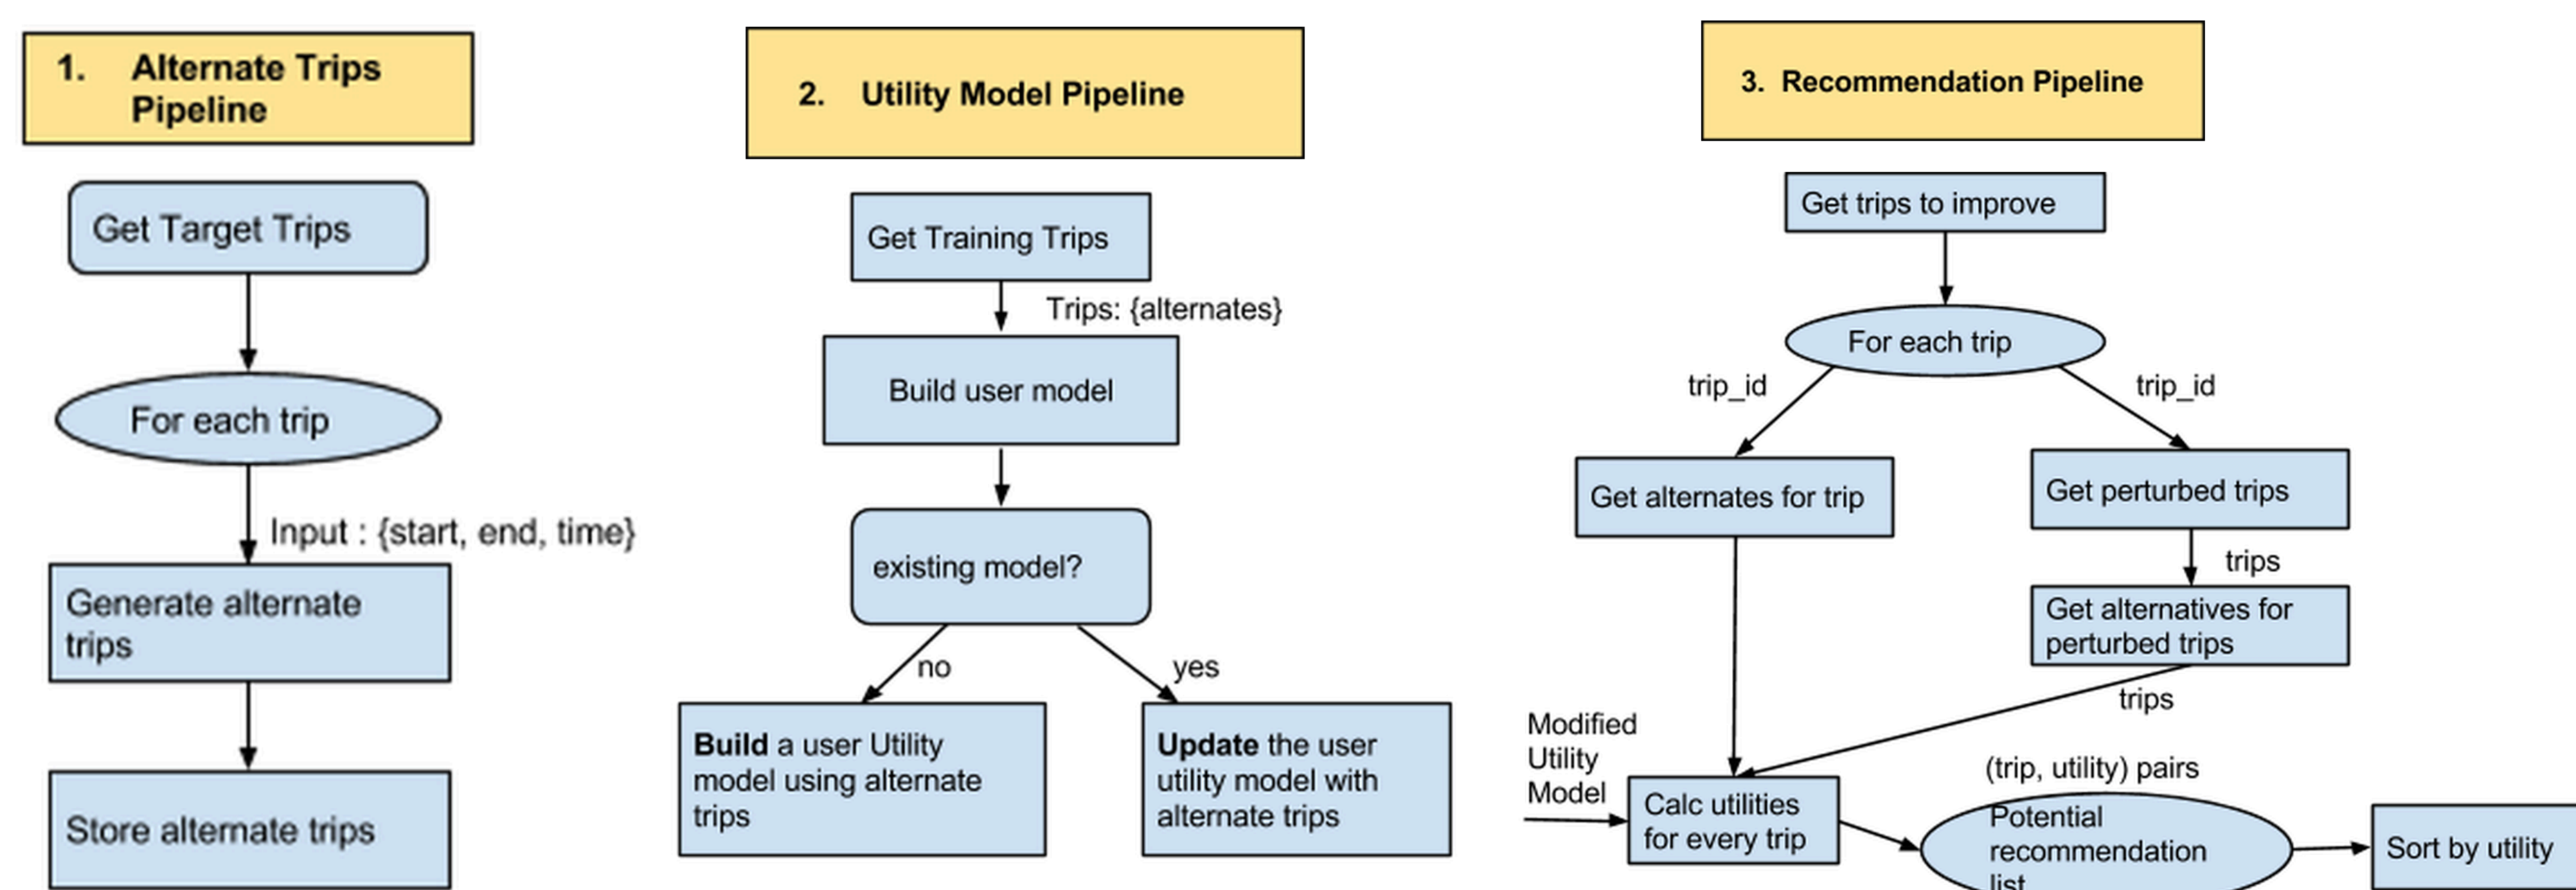 1. Alternate Trips
Pipeline
Get Target Trips
For each trip
Input : {start, end, time}
Generate alternate
trips
Store alternate trips
2. Utility Model Pipeline
Get Training Trips
Trips: {alternates}
Build user model
existing model?
no
yes
Build a user Utility
model using alternate
trips
Update the user
utility model with
alternate trips
3. Recommendation Pipeline
Get trips to improve
For each trip
trip_id
trip_id
Get alternates for trip
Get perturbed trips
trips
Get alternatives for
perturbed trips
trips
Modified
Utility
Model
Calc utilities
for every trip
(trip, utility) pairs
Potential
recommendation
list
Sort by utility